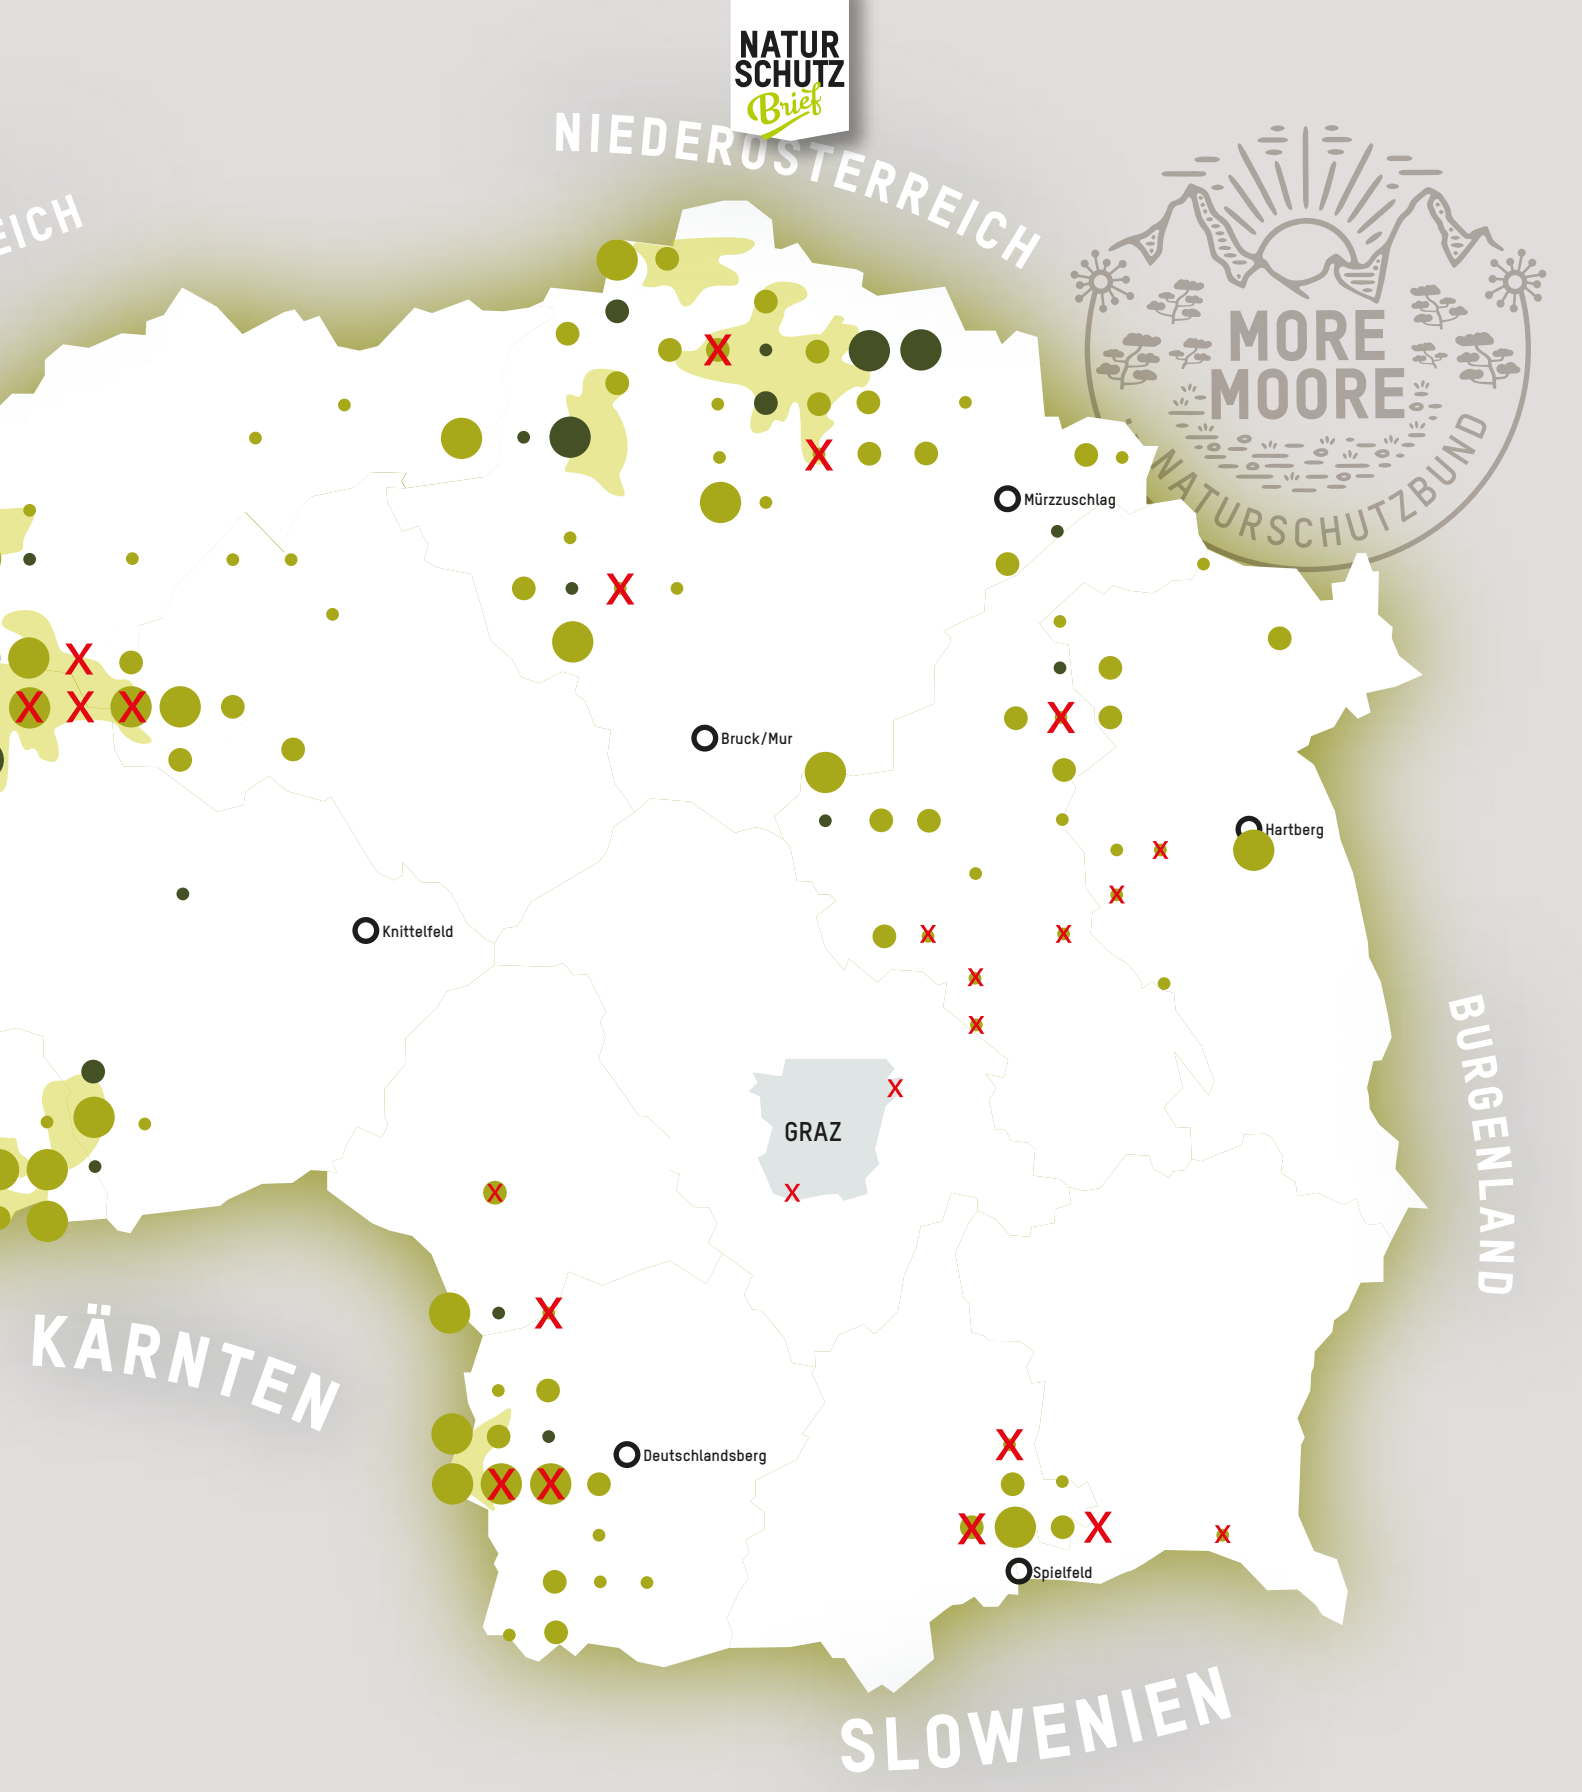 NATUR
SCHUTZ
Brief
NIEDERÖSTERREICH
EICH
MORE
MOORE
NATURSCHUTZBUND
X
X
Mürzzuschlag
X
X
X X X
Bruck/Mur
X
Hartberg
X
X
Knittelfeld
X
X
X
X
X
GRAZ
X
X
BURGENLAND
X
KÄRNTEN
X
Deutschlandsberg
X X
X
X X
X
Spielfeld
SLOWENIEN